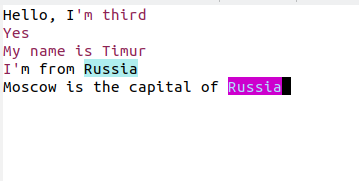 Hello, I'm third
Yes
My name is Timur
I'm from Russia
Moscow is the capital of Russia